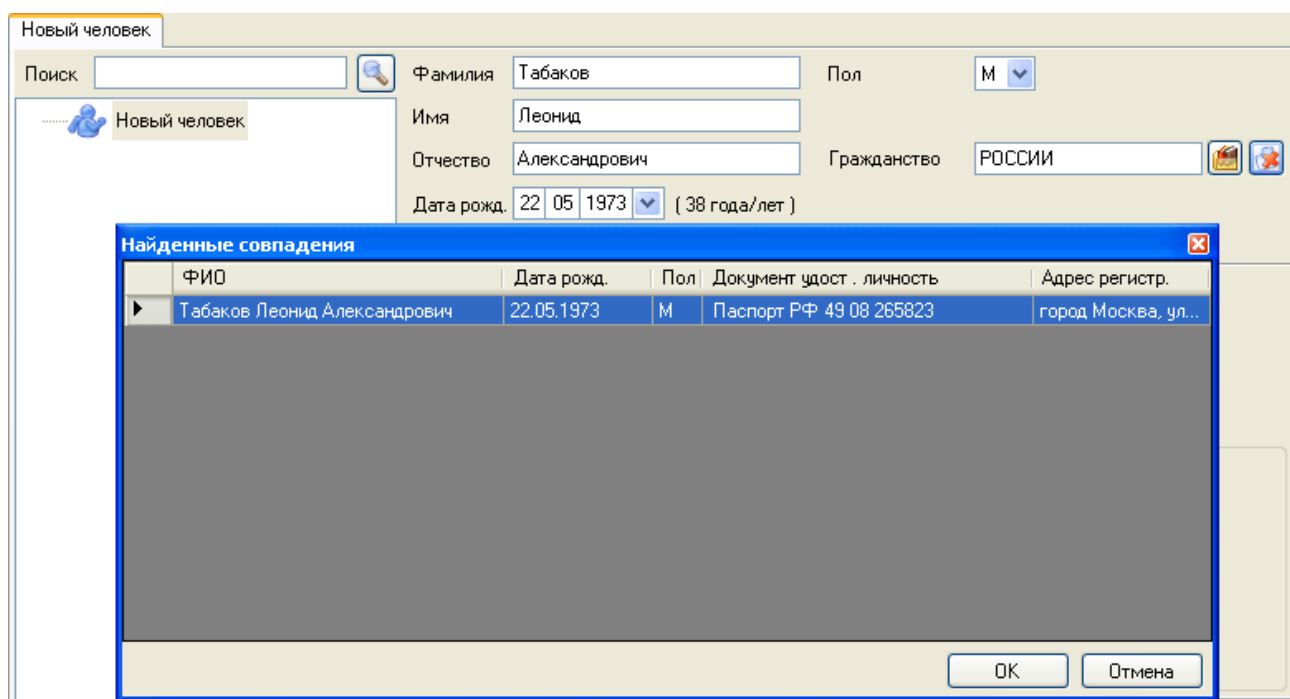 Новый человек
Поиск
Фамилия Табаков Пол М
Новый человек
Имя Леонид
Отчество Александрович Гражданство РОССИИ
Дата рожд. 22 05 1973 ( 38 года/лет )
Найденные совпадения
ФИО Дата рожд. Пол Документ удост . личность Адрес регистр.
Табаков Леонид Александрович 22.05.1973 М Паспорт РФ 49 08 265823 город Москва, ул...
ОК Отмена